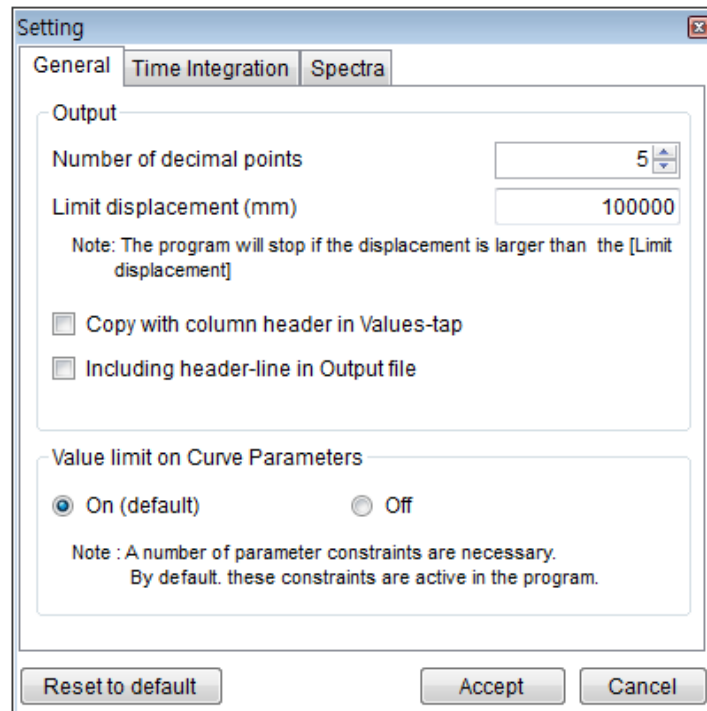 Setting
General Time Integration Spectra
Output
Number of decimal points 5
Limit displacement (mm) 100000
Note: The program will stop if the displacement is larger than the [Limit
displacement]
Copy with column header in Values-tap
Including header-line in Output file
Value limit on Curve Parameters
On (default) Off
Note : A number of parameter constraints are necessary.
By default. these constraints are active in the program.
Reset to default Accept Cancel